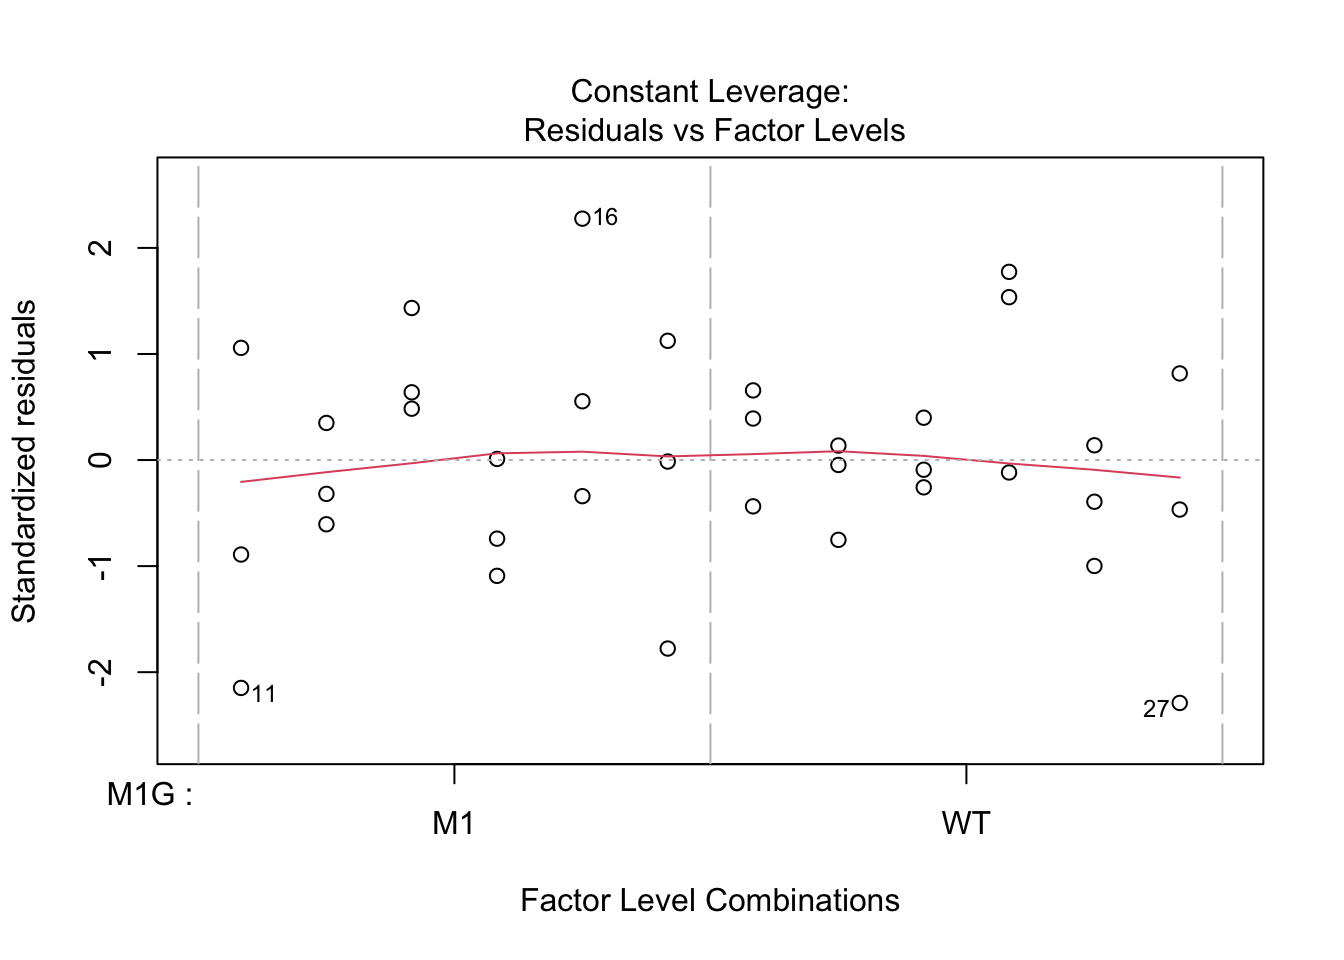 Constant Leverage:
Residuals vs Factor Levels
Standardized residuals
2
1
0
-1
-2
16
11
27
M1G :
M1
WT
Factor Level Combinations